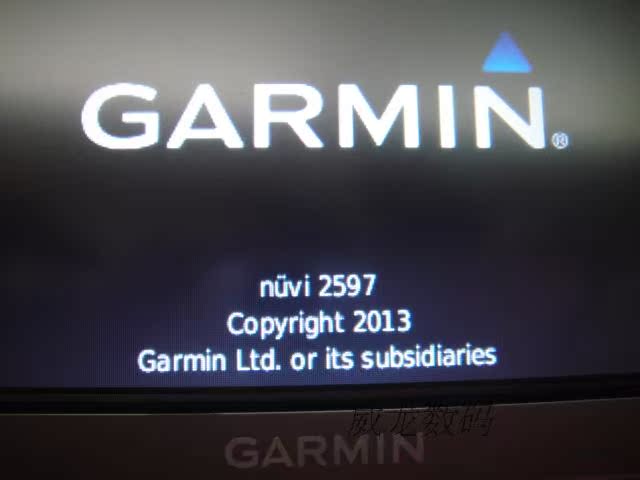 GARMIN®
nüvi 2597
Copyright 2013
Garmin Ltd. or its subsidiaries
威龙数码
GARMIN